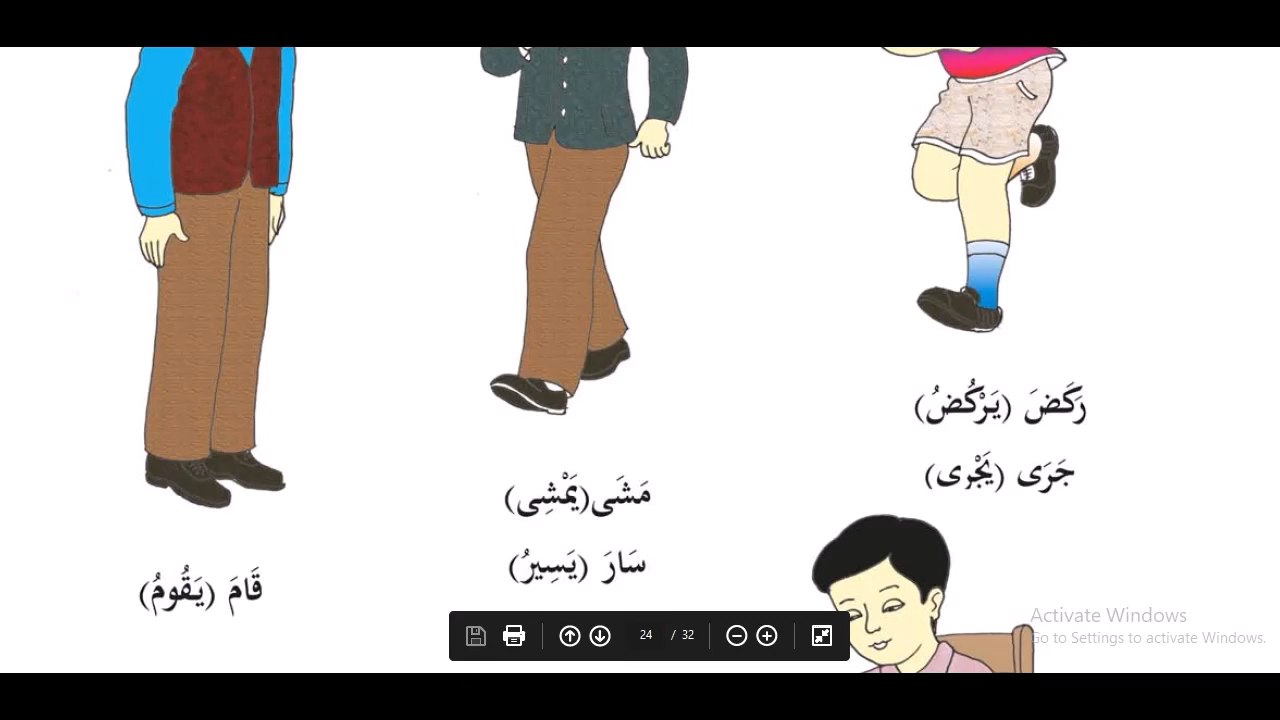 رَكَضَ (يَرْكُضُ)
جَرَى (يَجْرِى)
مَشَى(يَمْشِى)
سَارَ (يَسِيرُ)
قَامَ (يَقُومُ)
24 / 32
Activate Windows
Go to Settings to activate Windows.